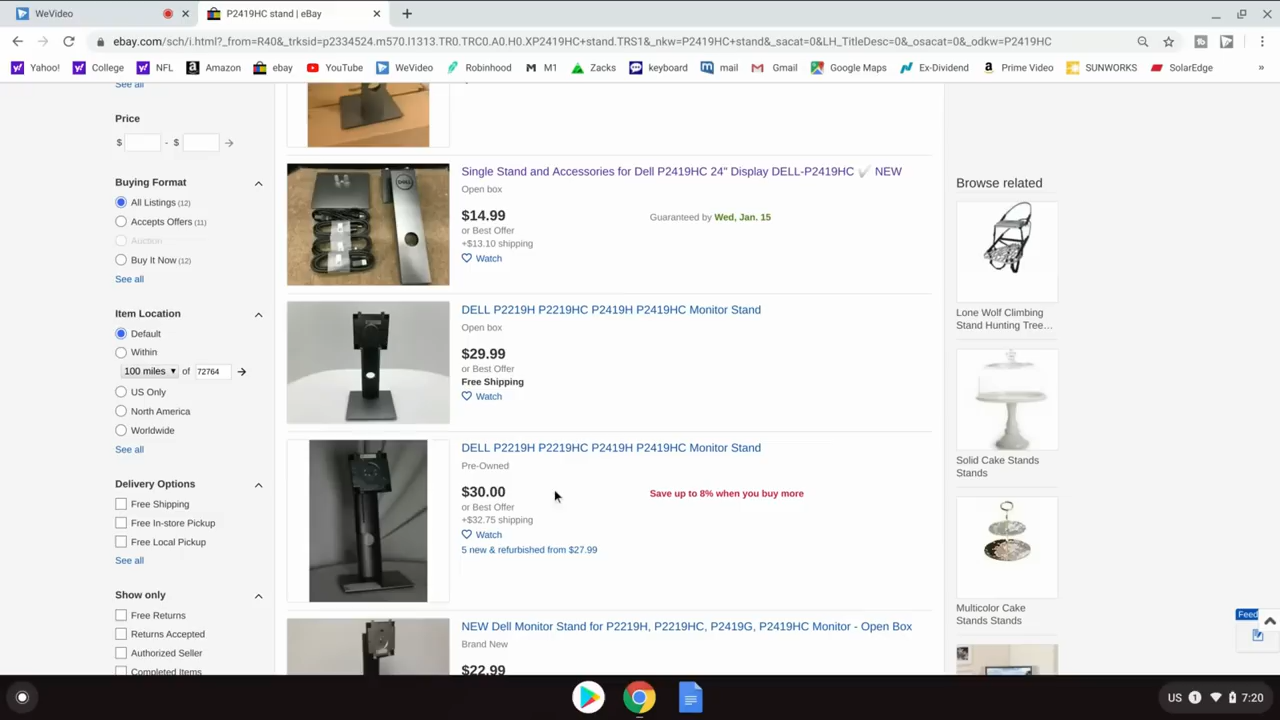 WeVideo
P2419HC stand | eBay
ebay.com/sch/i.html?_from=R40&_trksid=p2334524.m570.l1313.TR0.TRC0.A0.H0.XP2419HC+stand.TRS1&_nkw=P2419HC+stand&_sacat=0&LH_TitleDesc=0&_osacat=0&_odkw=P2419HC
Yahoo! College NFL Amazon ebay YouTube WeVideo Robinhood M1 Zacks keyboard mail Gmail Google Maps Ex-Dividend Prime Video SUNWORKS SolarEdge »
See all
Price
$ - $
Buying Format
All Listings (12)
Accepts Offers (11)
Auction
Buy It Now (12)
See all
Item Location
Default
Within
100 miles of 72764
US Only
North America
Worldwide
See all
Delivery Options
Free Shipping
Free In-store Pickup
Free Local Pickup
See all
Show only
Free Returns
Returns Accepted
Authorized Seller
Completed Items
Single Stand and Accessories for Dell P2419HC 24" Display DELL-P2419HC ✔ NEW
Open box
$14.99
or Best Offer
+$13.10 shipping
Watch
Guaranteed by Wed, Jan. 15
DELL P2219H P2219HC P2419H P2419HC Monitor Stand
Open box
$29.99
or Best Offer
Free Shipping
Watch
DELL P2219H P2219HC P2419H P2419HC Monitor Stand
Pre-Owned
$30.00
or Best Offer
+$32.75 shipping
Watch
5 new & refurbished from $27.99
Save up to 8% when you buy more
NEW Dell Monitor Stand for P2219H, P2219HC, P2419G, P2419HC Monitor - Open Box
Brand New
$22.99
Browse related
Lone Wolf Climbing
Stand Hunting Tree…
Solid Cake Stands
Stands
Multicolor Cake
Stands Stands
Feed
US 1 7:20